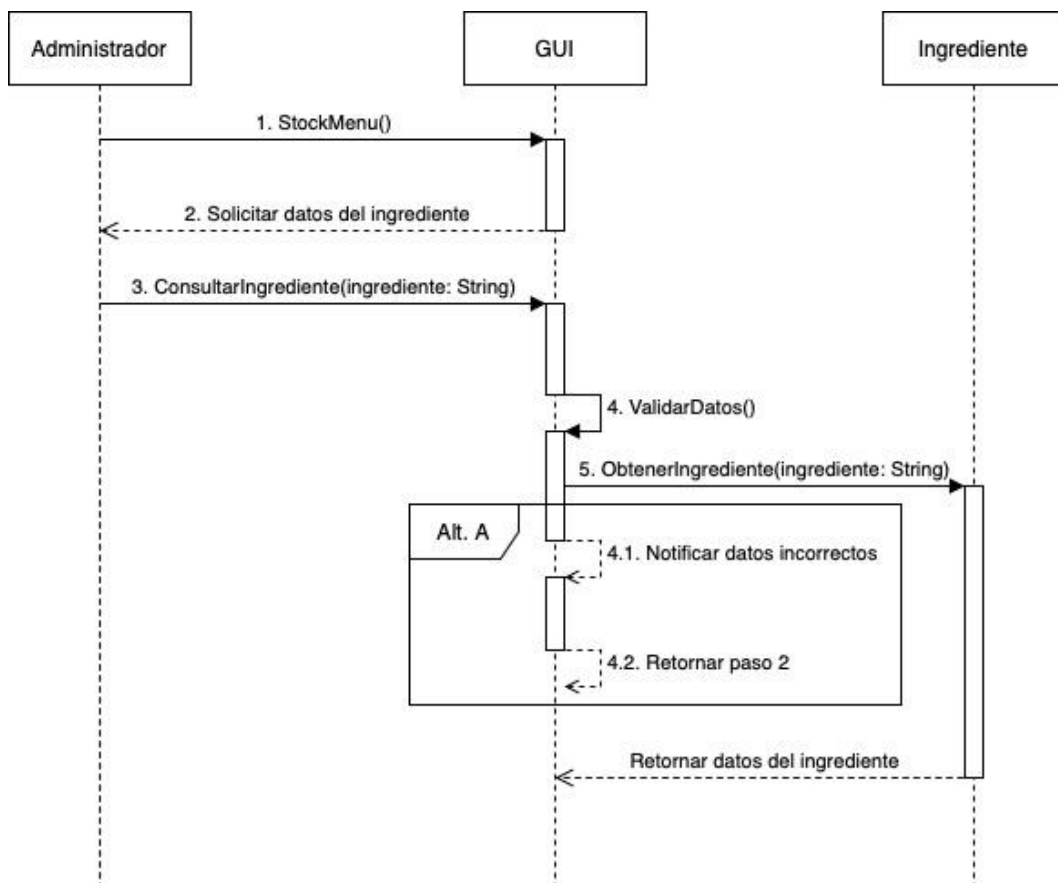 Administrador
GUI
Ingrediente
1. StockMenu()
2. Solicitar datos del ingrediente
3. ConsultarIngrediente(ingrediente: String)
4. ValidarDatos()
5. ObtenerIngrediente(ingrediente: String)
Alt. A
4.1. Notificar datos incorrectos
4.2. Retornar paso 2
Retornar datos del ingrediente